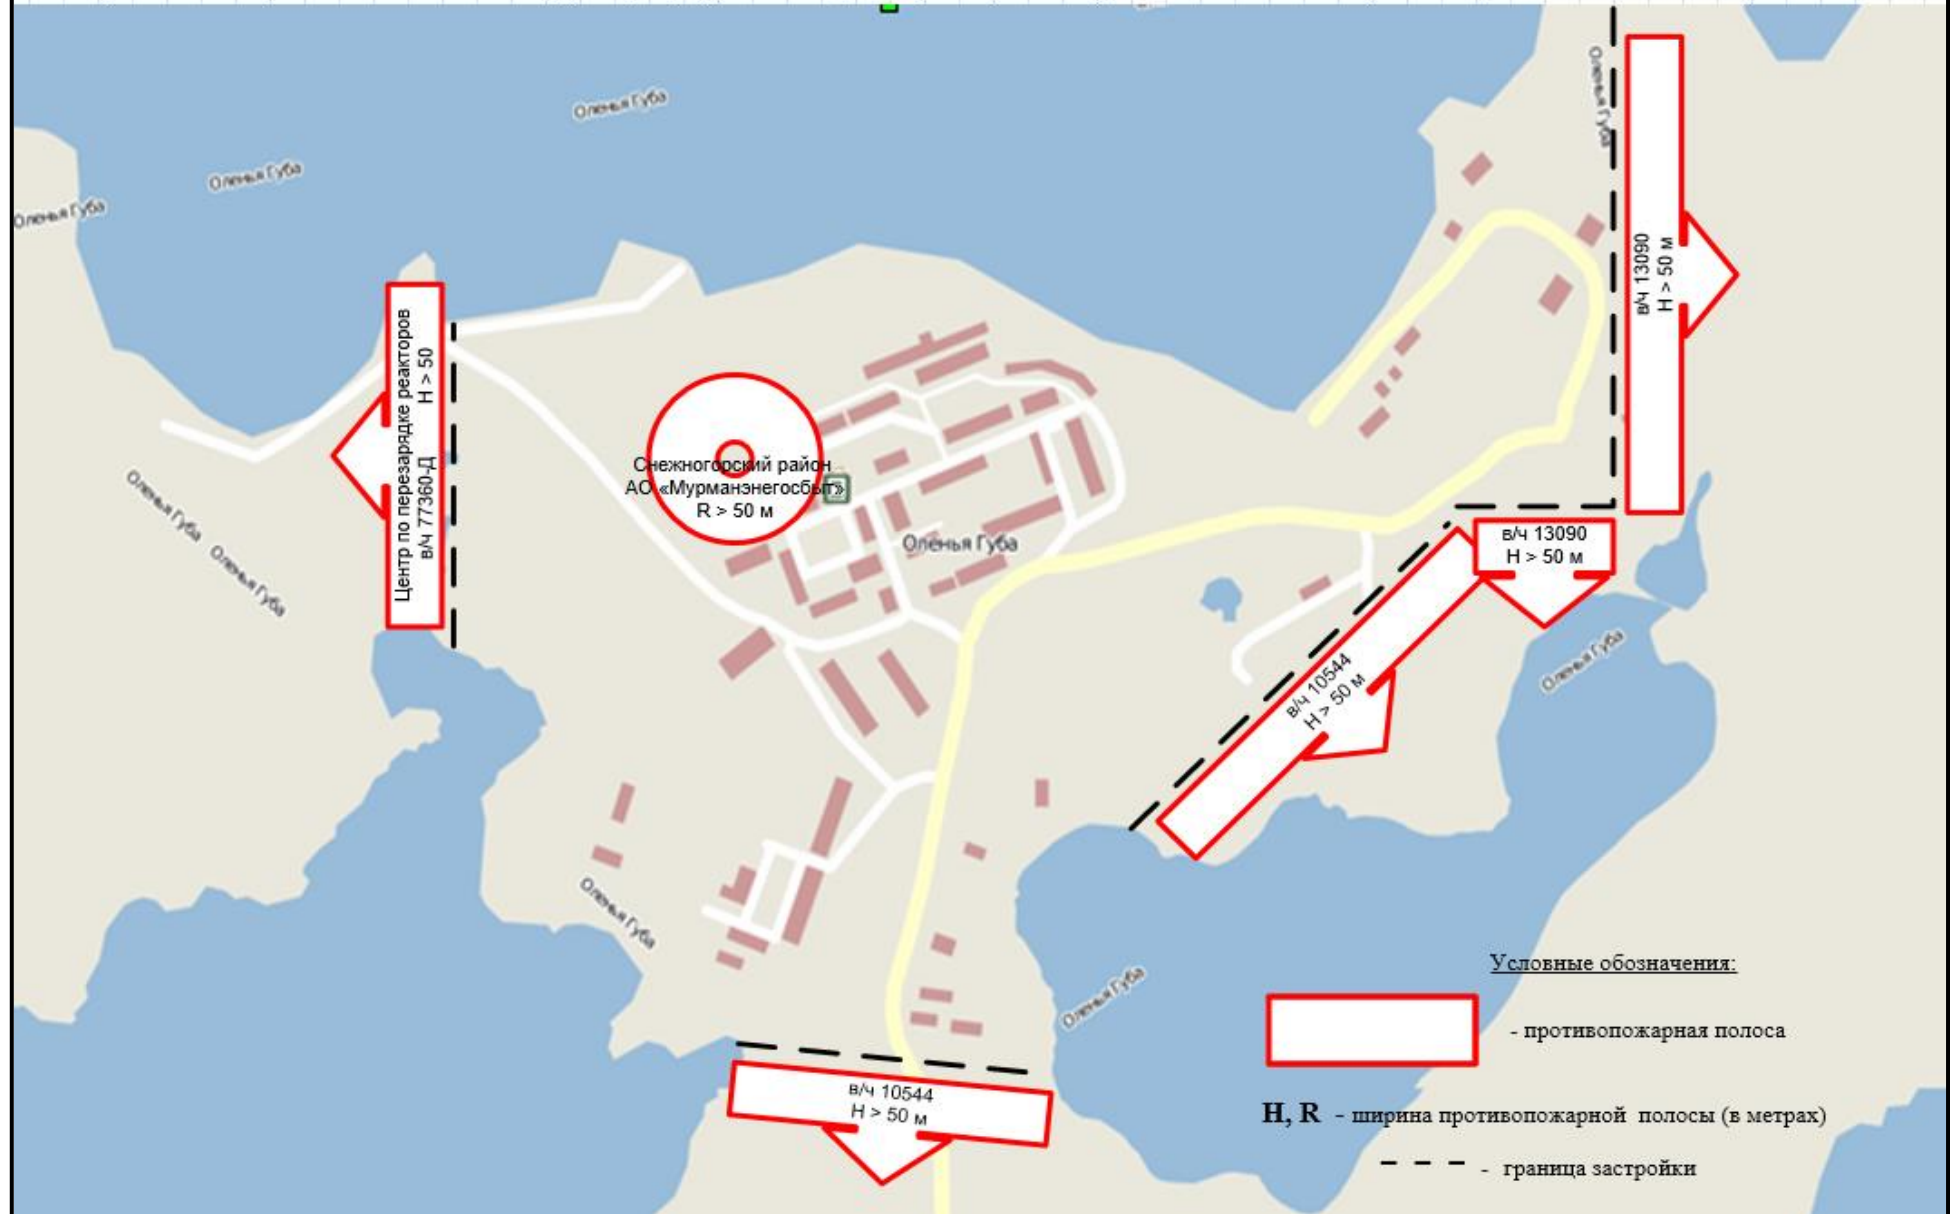 Оленья Губа
Оленья Губа
Оленья Губа
Оленья Губа
в/ч 13090
H > 50 м
Центр по перезарядке реакторов
в/ч 77360-Д H > 50
Снежногорский район
АО «Мурманэнегосбыт»
R > 50 м
Оленья Губа
Оленья Губа
Оленья Губа
в/ч 13090
H > 50 м
в/ч 10544
H > 50 м
Оленья Губа
Оленья Губа
Оленья Губа
в/ч 10544
H > 50 м
Условные обозначения:
- противопожарная полоса
H, R - ширина противопожарной полосы (в метрах)
- граница застройки